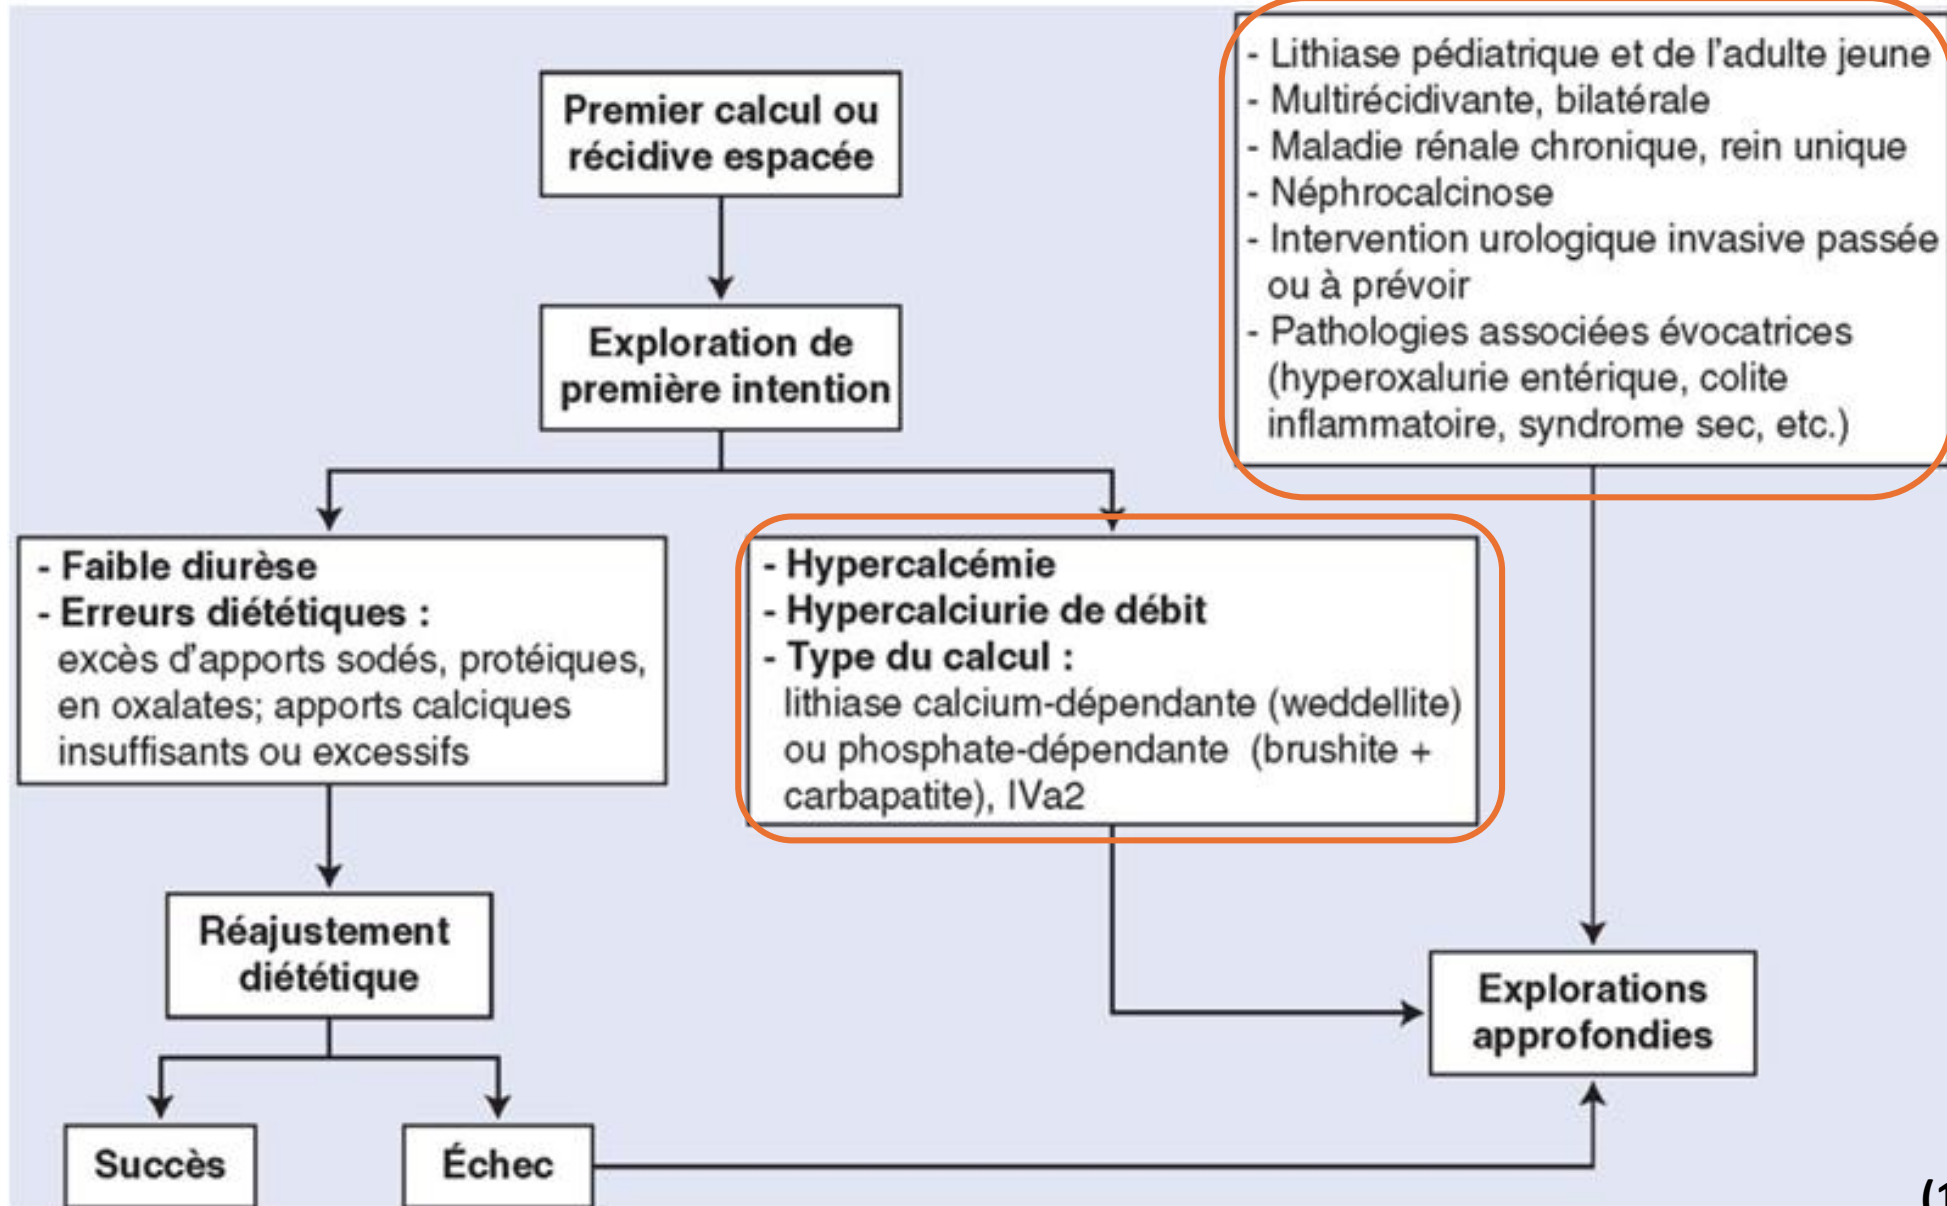 Premier calcul ou
récidive espacée
Exploration de
première intention
- Lithiase pédiatrique et de l'adulte jeune
- Multirécidivante, bilatérale
- Maladie rénale chronique, rein unique
- Néphrocalcinose
- Intervention urologique invasive passée
ou à prévoir
- Pathologies associées évocatrices
(hyperoxalurie entérique, colite
inflammatoire, syndrome sec, etc.)
- Faible diurèse
- Erreurs diététiques :
excès d'apports sodés, protéiques,
en oxalates; apports calciques
insuffisants ou excessifs
- Hypercalcémie
- Hypercalciurie de débit
- Type du calcul :
lithiase calcium-dépendante (weddellite)
ou phosphate-dépendante (brushite +
carbapatite), IVa2
Réajustement
diététique
Explorations
approfondies
Succès
Échec